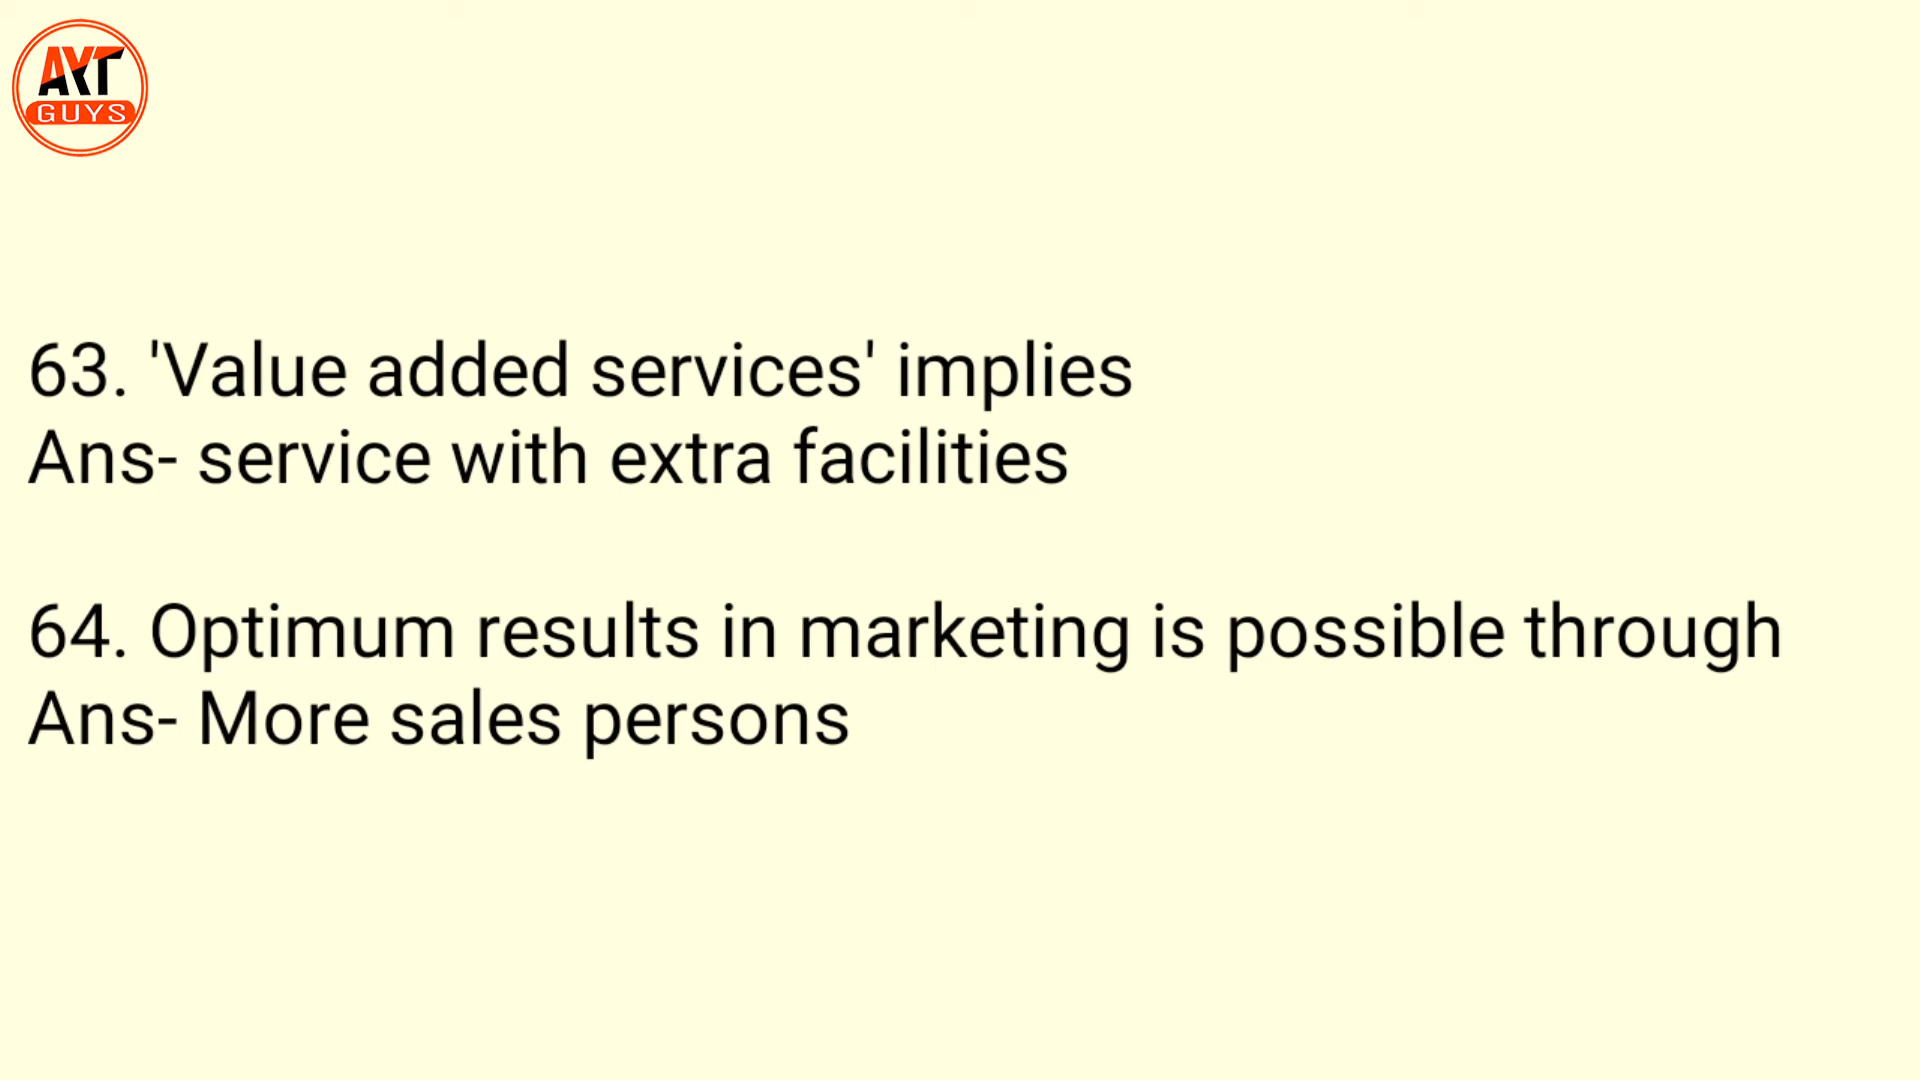 AXT
GUYS
63. 'Value added services' implies
Ans- service with extra facilities
64. Optimum results in marketing is possible through
Ans- More sales persons